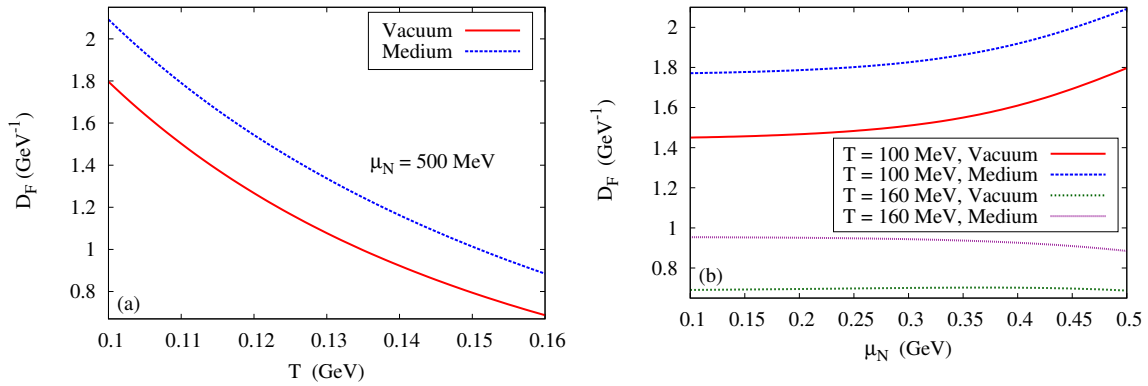 Vacuum
Medium
D_F (GeV⁻¹)
2
1.8
1.6
1.4
1.2
1
0.8
μ_N = 500 MeV
(a)
0.1 0.11 0.12 0.13 0.14 0.15 0.16
T (GeV)
D_F (GeV⁻¹)
2
1.8
1.6
1.4
1.2
1
0.8
T = 100 MeV, Vacuum
T = 100 MeV, Medium
T = 160 MeV, Vacuum
T = 160 MeV, Medium
(b)
0.1 0.15 0.2 0.25 0.3 0.35 0.4 0.45 0.5
μ_N (GeV)